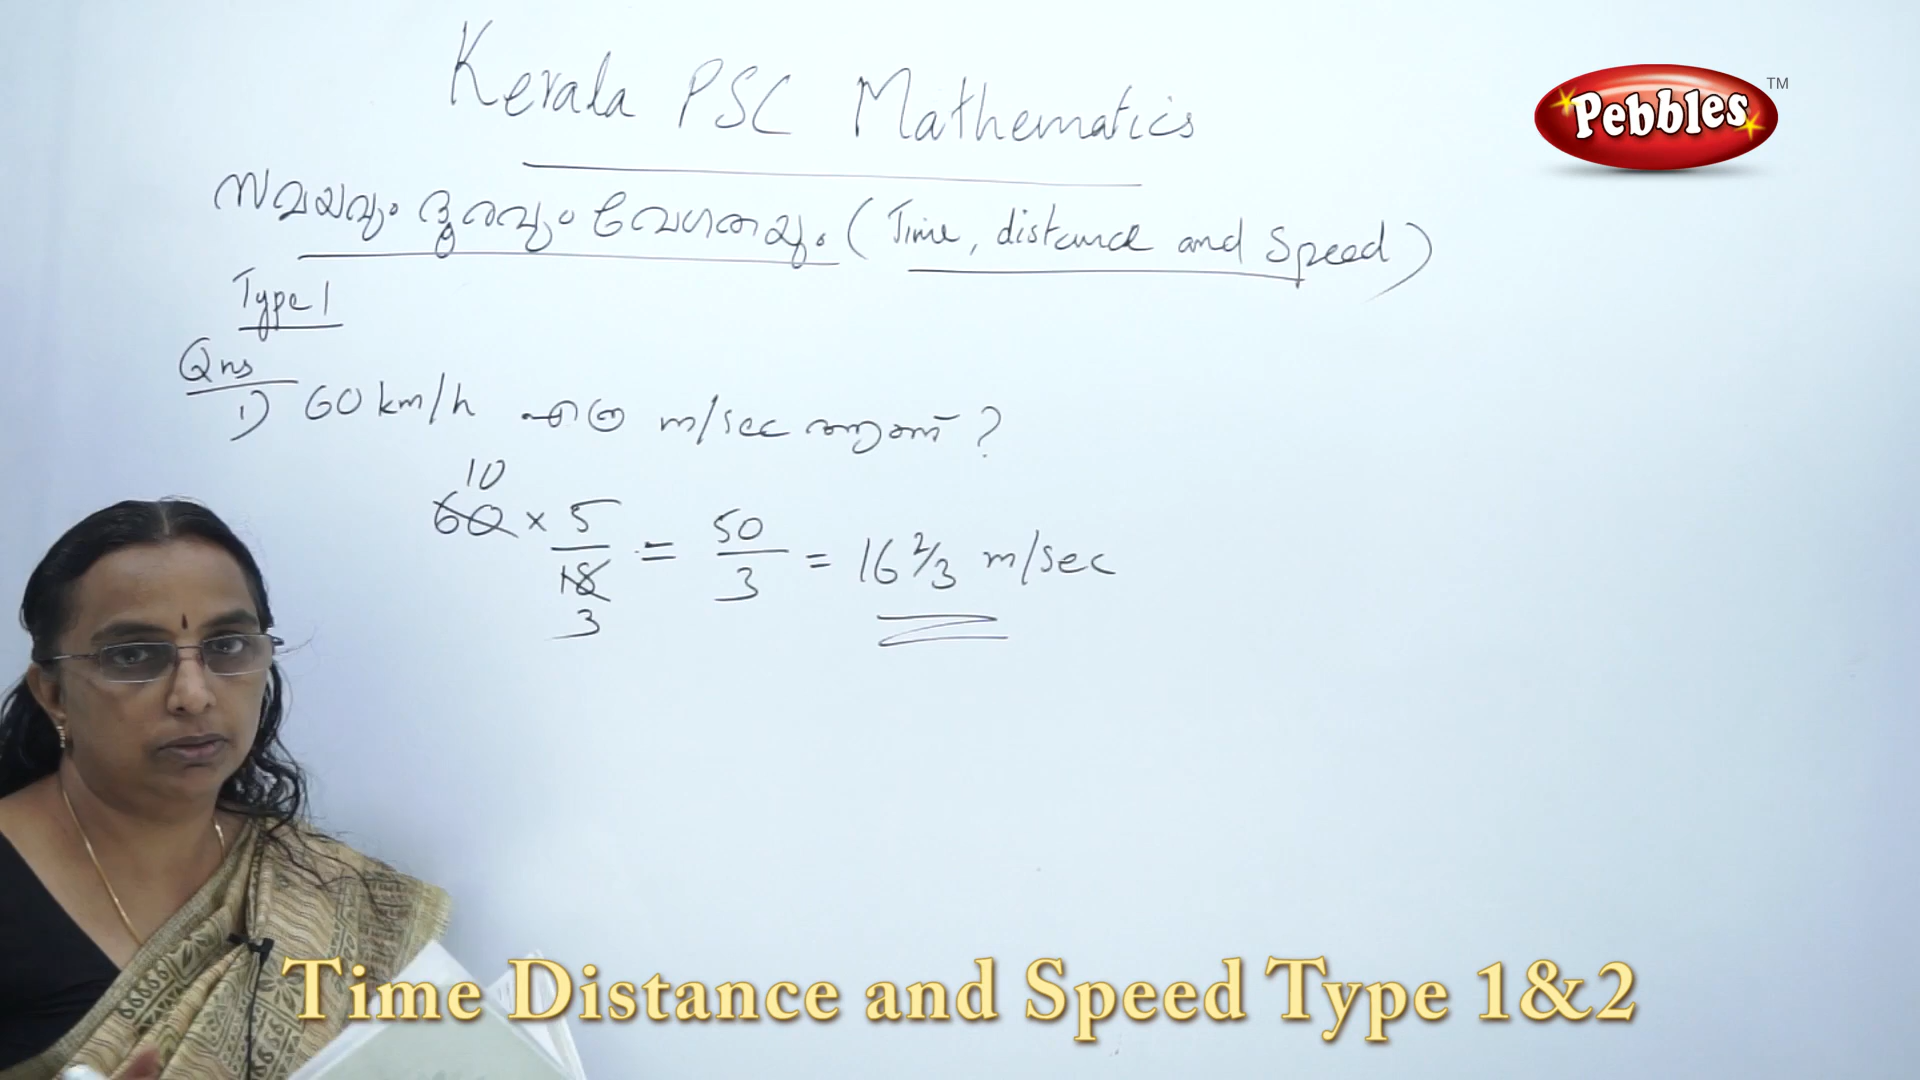 Kerala PSC Mathematics
Pebbles TM
സമയവും ദൂരവും വേഗതയും (Time, distance and Speed)
Type 1
Qns
1) 60 km/h എത്ര m/sec ആണ് ?
10
60 × 5/18 = 50/3 = 16 2/3 m/sec
3
Time Distance and Speed Type 1&2